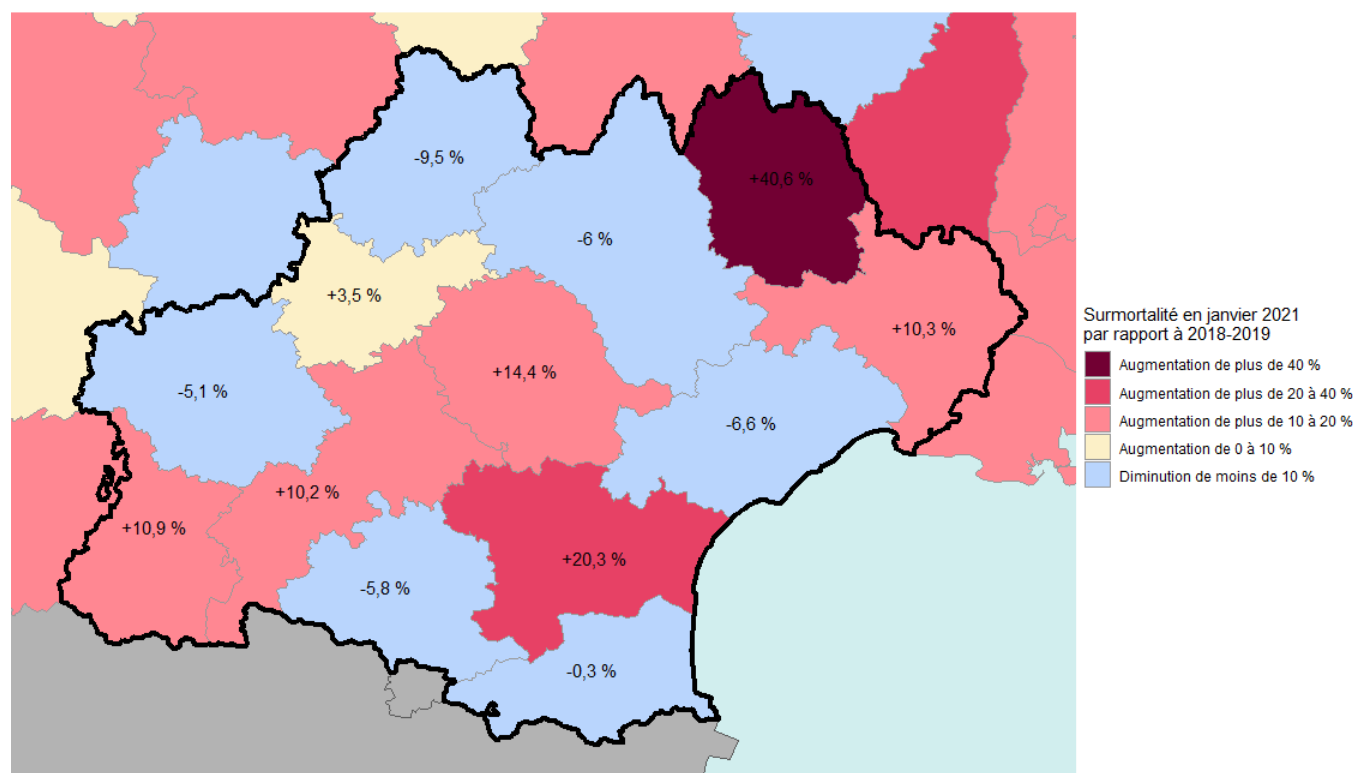 -9,5 %
+40,6 %
-6 %
+3,5 %
+10,3 %
-5,1 %
+14,4 %
-6,6 %
+10,2 %
+10,9 %
+20,3 %
-5,8 %
-0,3 %
Surmortalité en janvier 2021
par rapport à 2018-2019
Augmentation de plus de 40 %
Augmentation de plus de 20 à 40 %
Augmentation de plus de 10 à 20 %
Augmentation de 0 à 10 %
Diminution de moins de 10 %